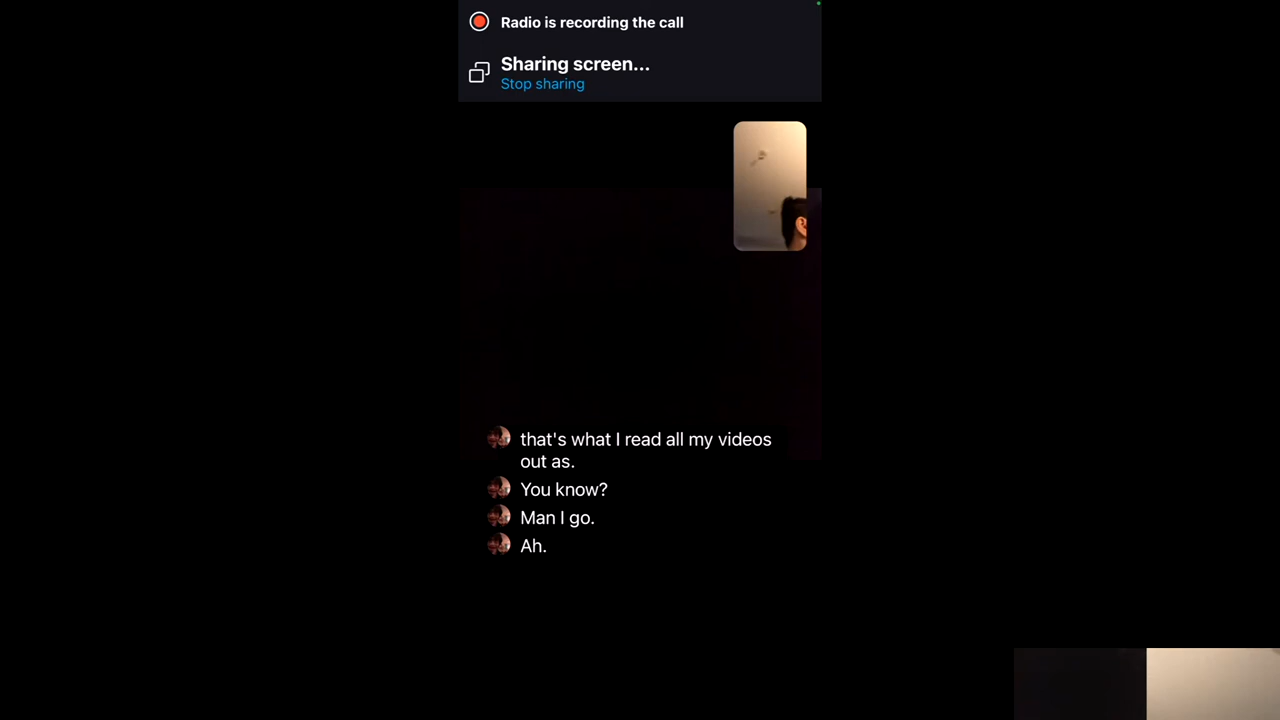 Radio is recording the call
Sharing screen...
Stop sharing
that's what I read all my videos
out as.
You know?
Man I go.
Ah.